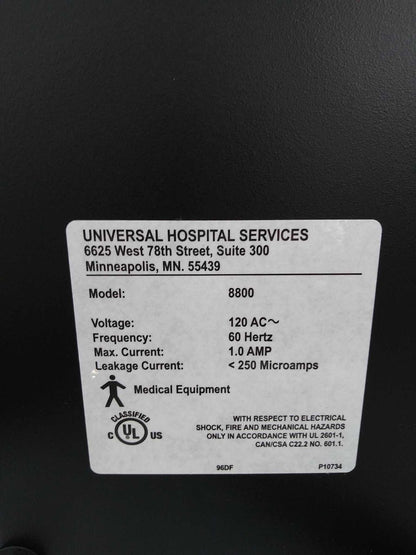 UNIVERSAL HOSPITAL SERVICES
6625 West 78th Street, Suite 300
Minneapolis, MN. 55439
Model: 8800
Voltage: 120 AC～
Frequency: 60 Hertz
Max. Current: 1.0 AMP
Leakage Current: < 250 Microamps
Medical Equipment
CLASSIFIED
C UL US
WITH RESPECT TO ELECTRICAL
SHOCK, FIRE AND MECHANICAL HAZARDS
ONLY IN ACCORDANCE WITH UL 2601-1,
CAN/CSA C22.2 NO. 601.1.
96DF P10734